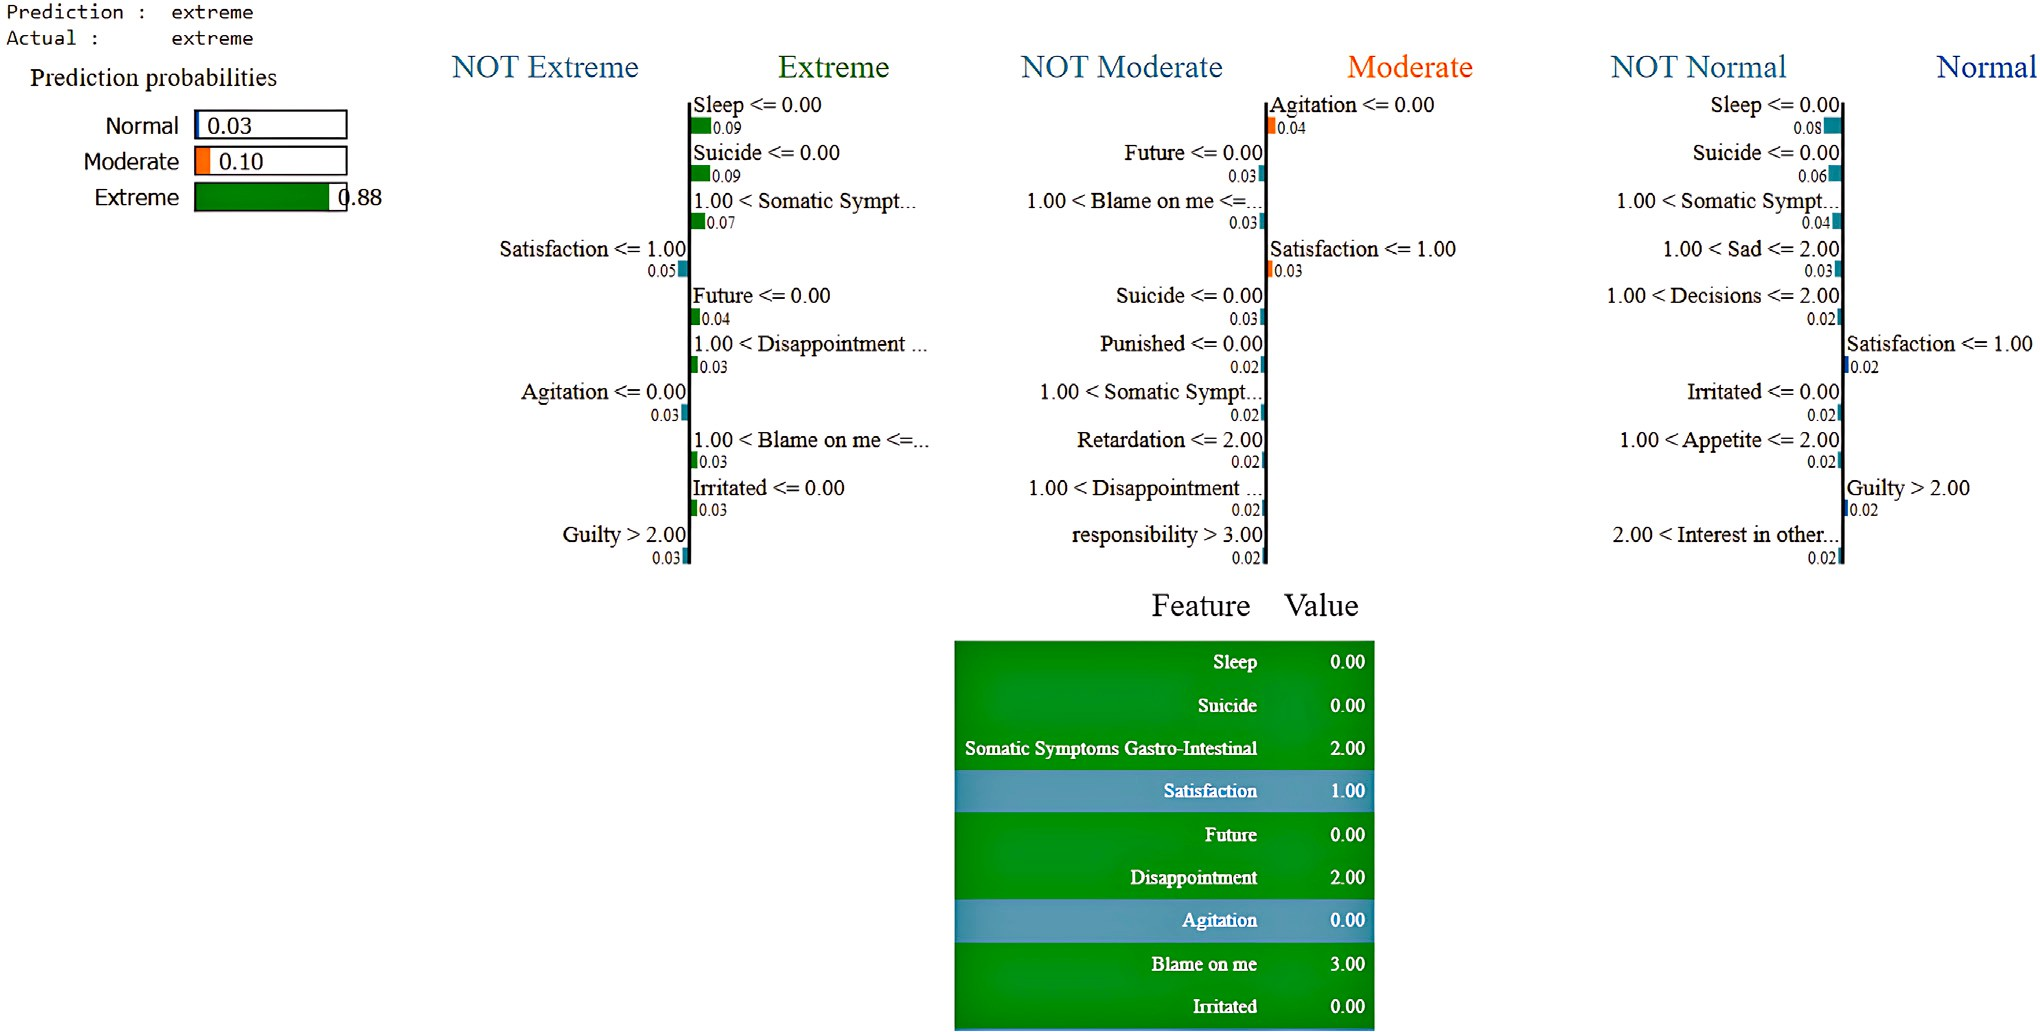 Prediction : extreme
Actual : extreme
Prediction probabilities
Normal 0.03
Moderate 0.10
Extreme 0.88
NOT Extreme Extreme
Sleep <= 0.00
0.09
Suicide <= 0.00
0.09
1.00 < Somatic Sympt...
0.07
Satisfaction <= 1.00
0.05
Future <= 0.00
0.04
1.00 < Disappointment ...
0.03
Agitation <= 0.00
0.03
1.00 < Blame on me <=...
0.03
Irritated <= 0.00
0.03
Guilty > 2.00
0.03
NOT Moderate Moderate
Agitation <= 0.00
0.04
Future <= 0.00
0.03
1.00 < Blame on me <=...
0.03
Satisfaction <= 1.00
0.03
Suicide <= 0.00
0.03
Punished <= 0.00
0.02
1.00 < Somatic Sympt...
0.02
Retardation <= 2.00
0.02
1.00 < Disappointment ...
0.02
responsibility > 3.00
0.02
NOT Normal Normal
Sleep <= 0.00
0.08
Suicide <= 0.00
0.06
1.00 < Somatic Sympt...
0.04
1.00 < Sad <= 2.00
0.03
1.00 < Decisions <= 2.00
0.02
Satisfaction <= 1.00
0.02
Irritated <= 0.00
0.02
1.00 < Appetite <= 2.00
0.02
Guilty > 2.00
0.02
2.00 < Interest in other...
0.02
Feature Value
Sleep 0.00
Suicide 0.00
Somatic Symptoms Gastro-Intestinal 2.00
Satisfaction 1.00
Future 0.00
Disappointment 2.00
Agitation 0.00
Blame on me 3.00
Irritated 0.00